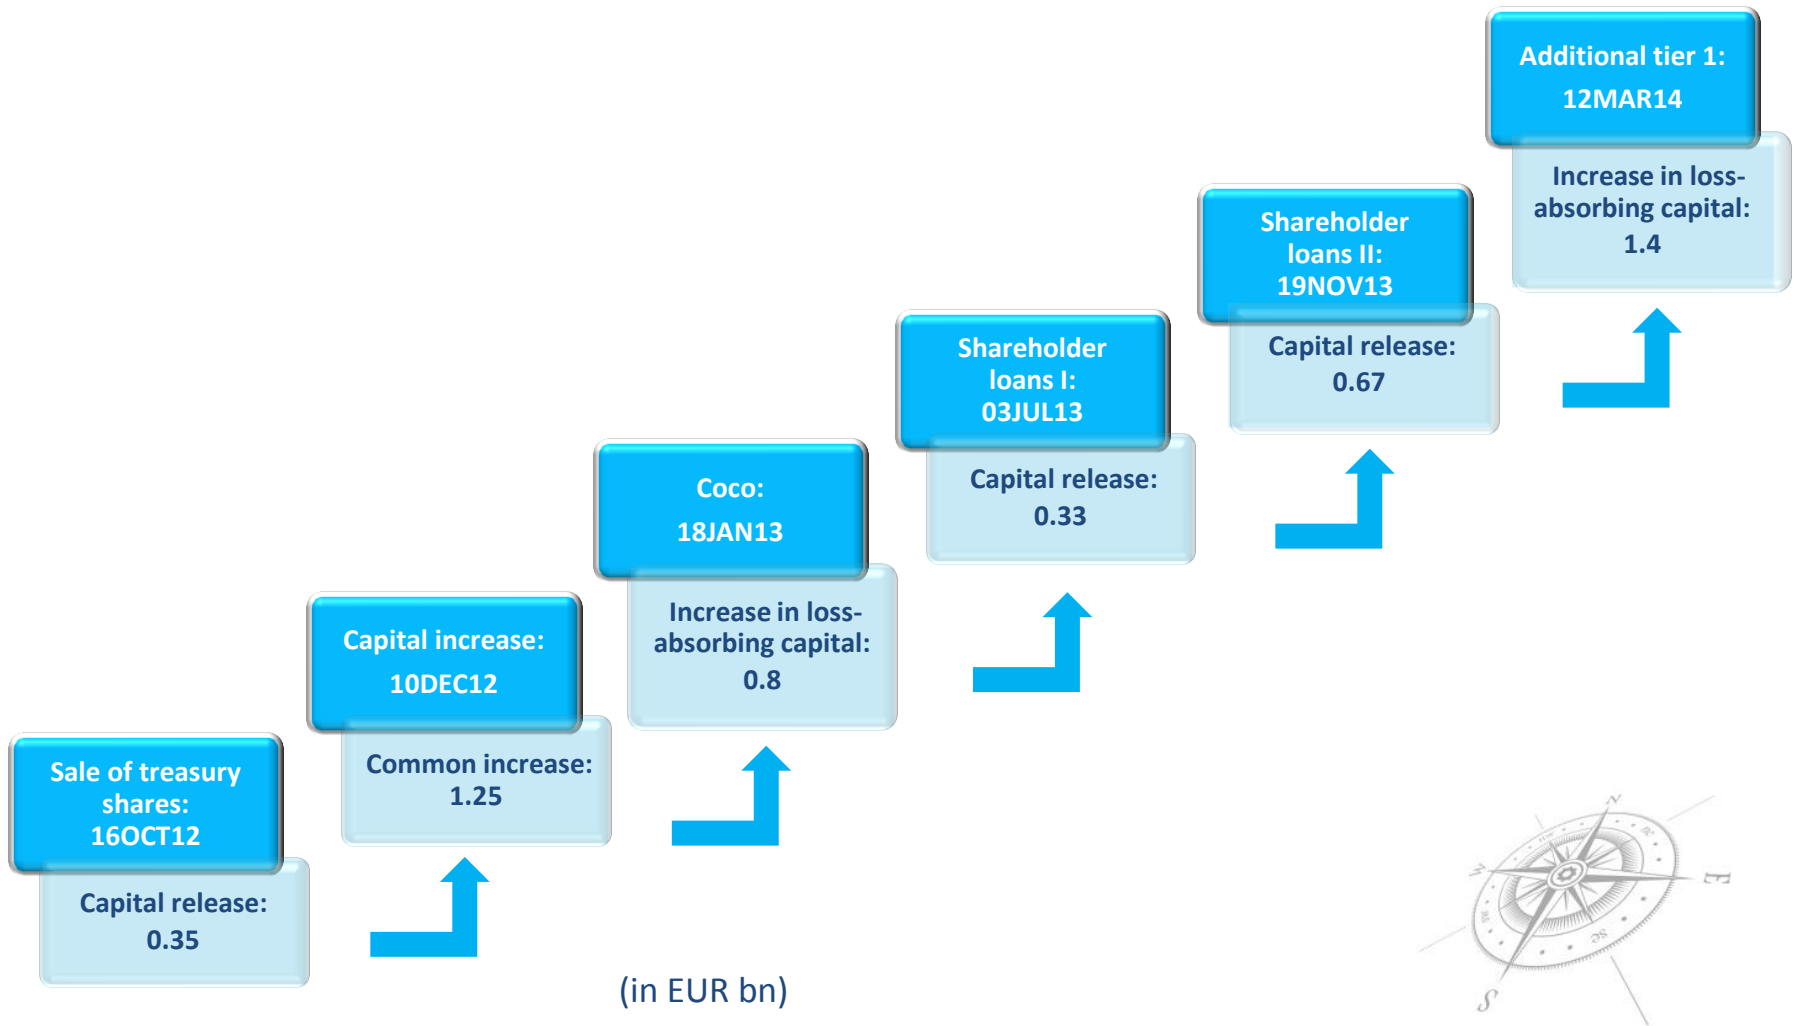 Sale of treasury
shares:
16OCT12
Capital release:
0.35
Capital increase:
10DEC12
Common increase:
1.25
Coco:
18JAN13
Increase in loss-
absorbing capital:
0.8
Shareholder
loans I:
03JUL13
Capital release:
0.33
Shareholder
loans II:
19NOV13
Capital release:
0.67
Additional tier 1:
12MAR14
Increase in loss-
absorbing capital:
1.4
(in EUR bn)
N
E
S
W
SE